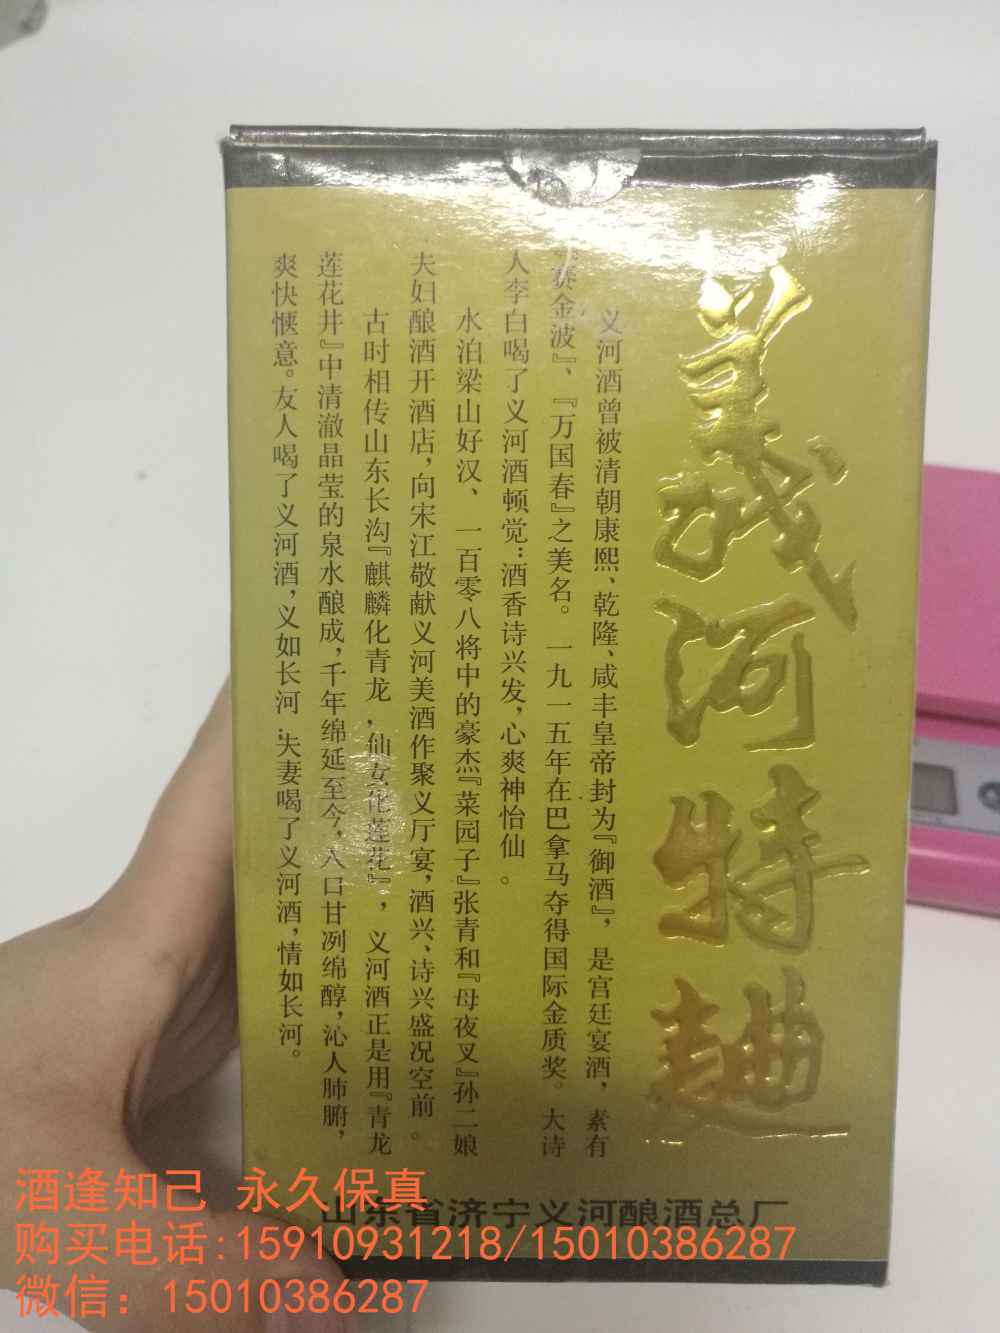 義河特麯
义河酒曾被清朝康熙、乾隆、咸丰皇帝封为『御酒』，是宫廷宴酒，素有
『赛金波』、『万国春』之美名。一九一五年在巴拿马夺得国际金质奖。大诗
人李白喝了义河酒顿觉：酒香诗兴发，心爽神怡仙。
水泊梁山好汉、一百零八将中的豪杰『菜园子』张青和『母夜叉』孙二娘
夫妇酿酒开酒店，向宋江敬献义河美酒作聚义厅宴，酒兴、诗兴盛况空前。
古时相传山东长沟『麒麟化青龙，仙女化莲花』，义河酒正是用『青龙
莲花井』中清澈晶莹的泉水酿成，千年绵延至今，入口甘冽绵醇，沁人肺腑，
爽快惬意。友人喝了义河酒，义如长河；夫妻喝了义河酒，情如长河。
山东省济宁义河酿酒总厂
酒逢知己 永久保真
购买电话:15910931218/15010386287
微信：15010386287